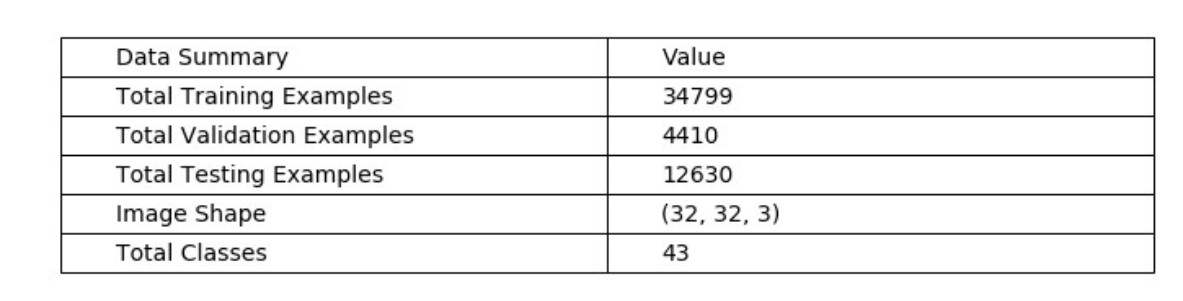 Data Summary Value
Total Training Examples 34799
Total Validation Examples 4410
Total Testing Examples 12630
Image Shape (32, 32, 3)
Total Classes 43